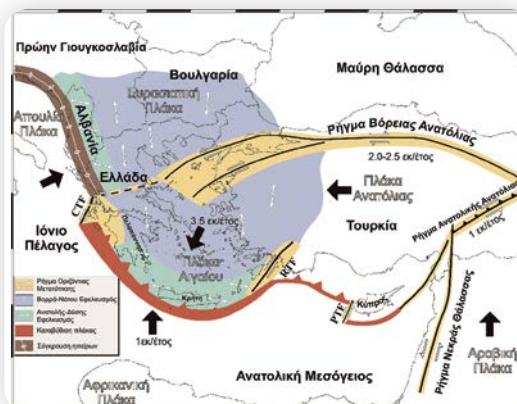 Πρώην Γιουγκοσλαβία
Βουλγαρία
Μαύρη Θάλασσα
Ευρασιατική
Πλάκα
Απουλία
Πλάκα
Αλβανία
Ρήγμα Βόρειας Ανατόλιας
2.0-2.5 εκ/έτος
Ελλάδα
Πλάκα
Ανατολίας
Ρήγμα Ανατολικής Ανατολίας
1 εκ/έτος
CTF
3.5 εκ/έτος
Τουρκία
Ιόνιο
Πέλαγος
Πελοπόννησος
Πλάκα
Αιγαίου
RTF
Κρήτη
Κύπρος
PTF
Ρήγμα Οριζόντιας
Μετατόπισης
Βορρά-Νότου Εφελκυσμός
Ανατολής-Δύσης
Εφελκυσμός
Καταβύθιση πλάκας
Σύγκρουση ηπείρων
1εκ/έτος
Ρήγμα Νεκράς Θάλασσας
Αραβική
Πλάκα
Ανατολική Μεσόγειος
Αφρικανική
Πλάκα